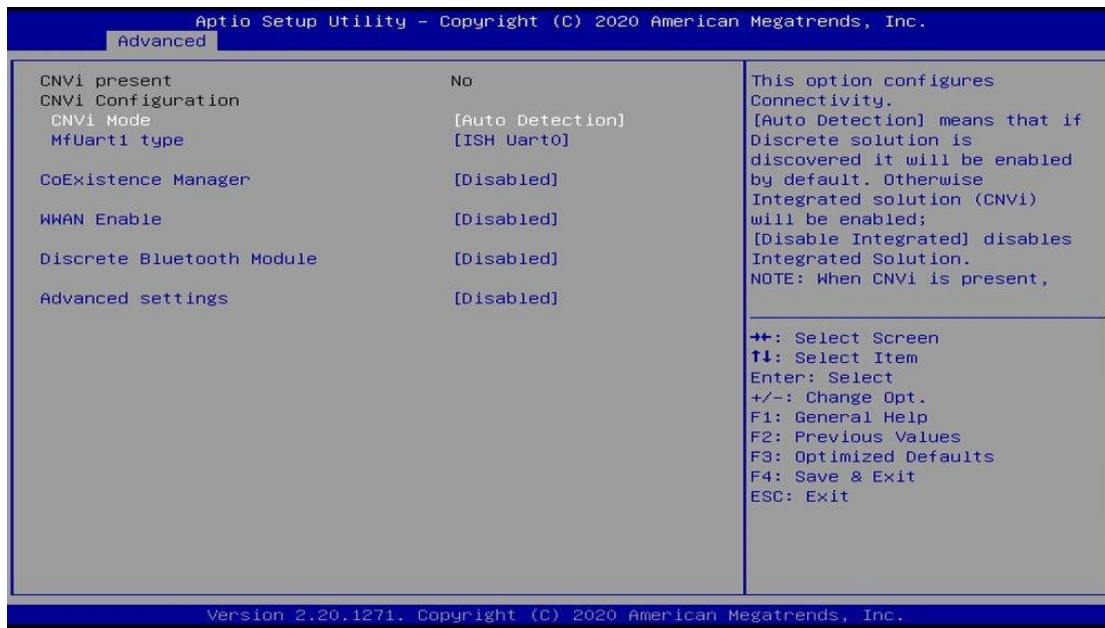 Aptio Setup Utility – Copyright (C) 2020 American Megatrends, Inc.
Advanced
CNVi present No
CNVi Configuration
CNVi Mode [Auto Detection]
MfUart1 type [ISH Uart0]
CoExistence Manager [Disabled]
WWAN Enable [Disabled]
Discrete Bluetooth Module [Disabled]
Advanced settings [Disabled]
This option configures
Connectivity.
[Auto Detection] means that if
Discrete solution is
discovered it will be enabled
by default. Otherwise
Integrated solution (CNVi)
will be enabled;
[Disable Integrated] disables
Integrated Solution.
NOTE: When CNVi is present,
→←: Select Screen
↑↓: Select Item
Enter: Select
+/-: Change Opt.
F1: General Help
F2: Previous Values
F3: Optimized Defaults
F4: Save & Exit
ESC: Exit
Version 2.20.1271. Copyright (C) 2020 American Megatrends, Inc.